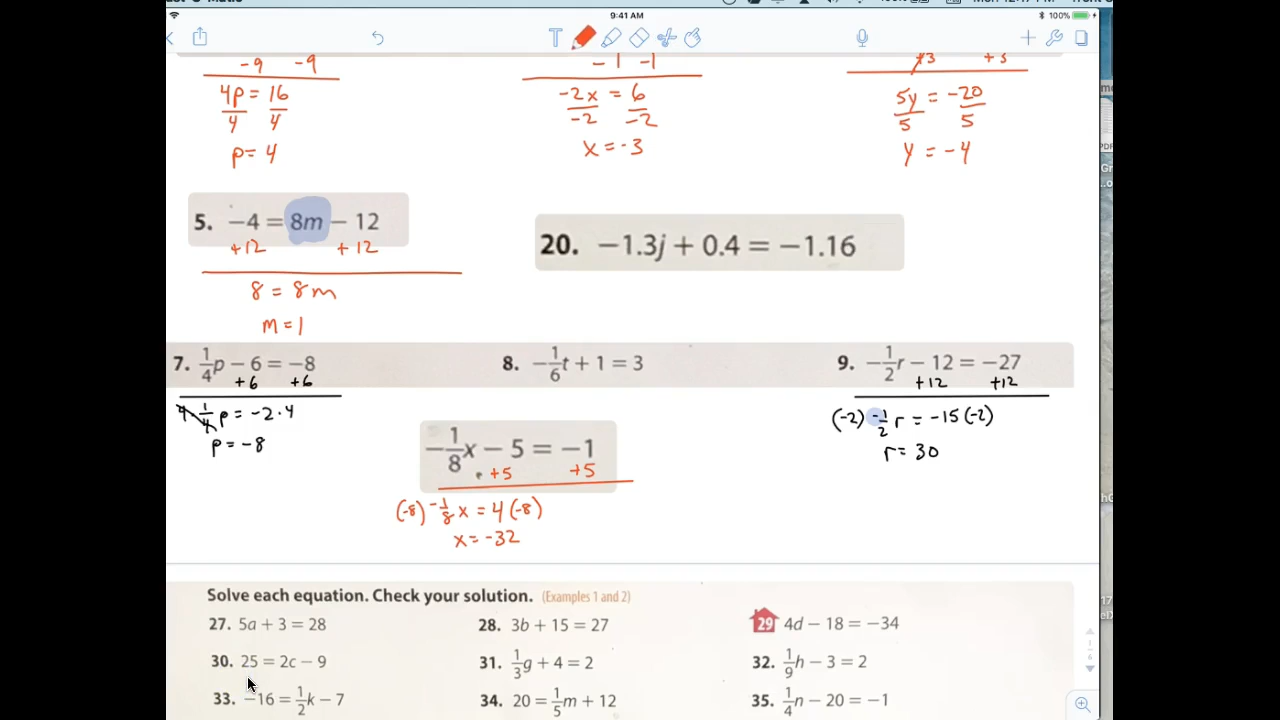 9:41 AM
100%
T
-9 -9
-1 -1
+3 +3
4p = 16
4 4
p = 4
-2x = 6
-2 -2
x = -3
5y = -20
5 5
y = -4
5. −4 = 8m − 12
+12 +12
8 = 8m
m = 1
20. −1.3j + 0.4 = −1.16
7. 1/4p − 6 = −8
+6 +6
4 · 1/4 p = -2 · 4
p = -8
8. −1/6t + 1 = 3
9. −1/2r − 12 = −27
+12 +12
(-2) -1/2 r = -15 (-2)
r = 30
−1/8x − 5 = −1
+5 +5
(-8) -1/8 x = 4 (-8)
x = -32
Solve each equation. Check your solution. (Examples 1 and 2)
27. 5a + 3 = 28
28. 3b + 15 = 27
29 4d − 18 = −34
30. 25 = 2c − 9
31. 1/3g + 4 = 2
32. 1/9h − 3 = 2
33. −16 = 1/2k − 7
34. 20 = 1/5m + 12
35. 1/4n − 20 = −1